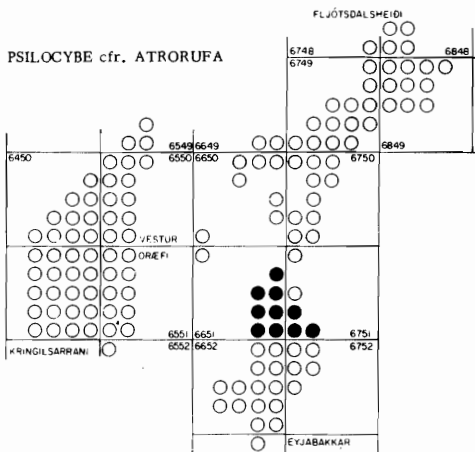 FLJÓTSDALSHEIÐI
PSILOCYBE cfr. ATRORUFA
6748 6848
6749
6549 6649
6450 6550 6650 6750 6849
VESTUR
ÖRÆFI
6551 6651 6751
KRINGILSÁRRANI 6552 6652 6752
EYJABAKKAR